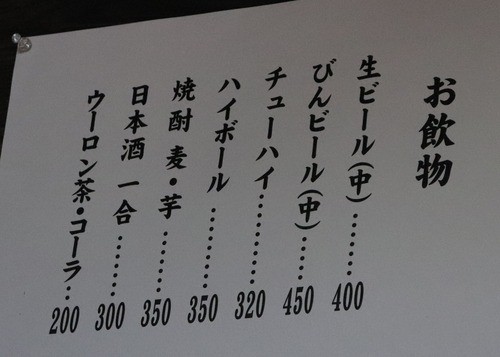 お飲物
生ビール(中)……400
びんビール(中)……450
チューハイ………320
ハイボール………350
焼酎 麦・芋………350
日本酒 一合………300
ウーロン茶・コーラ…200